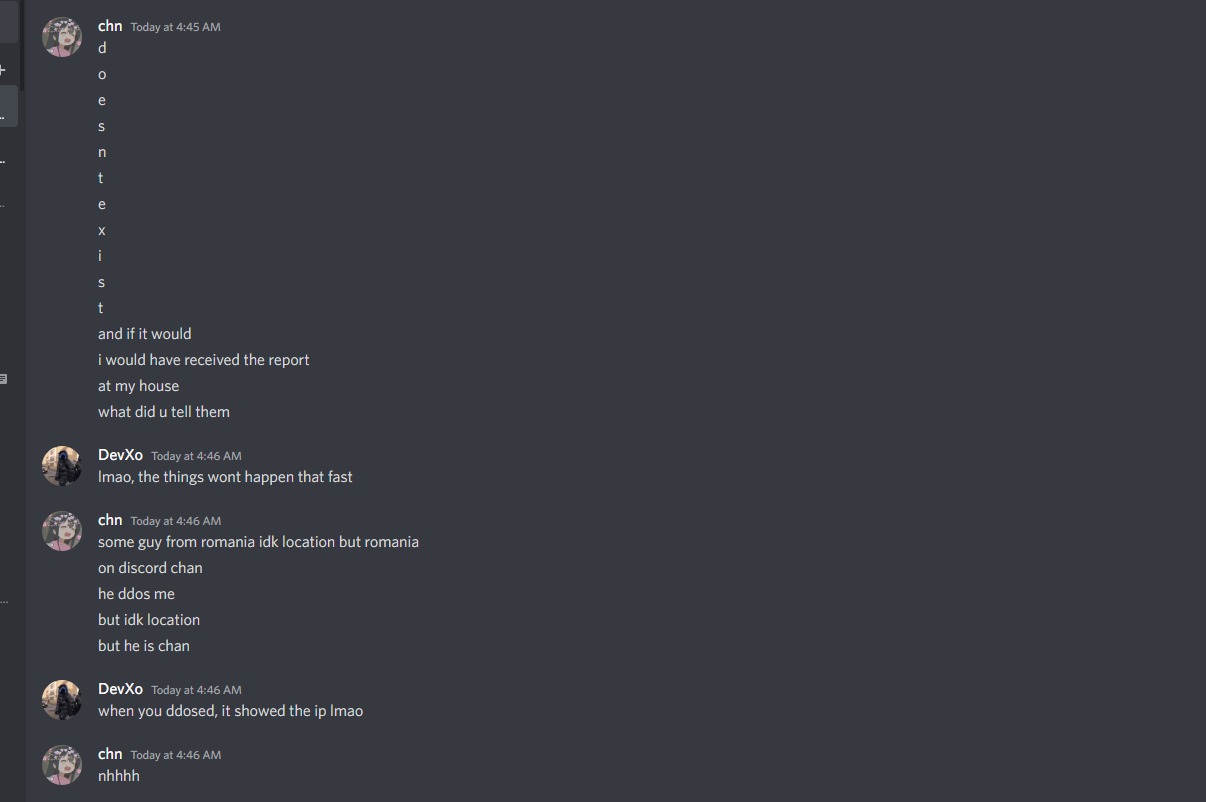 chn Today at 4:45 AM
d
o
e
s
n
t
e
x
i
s
t
and if it would
i would have received the report
at my house
what did u tell them
DevXo Today at 4:46 AM
lmao, the things wont happen that fast
chn Today at 4:46 AM
some guy from romania idk location but romania
on discord chan
he ddos me
but idk location
but he is chan
DevXo Today at 4:46 AM
when you ddosed, it showed the ip lmao
chn Today at 4:46 AM
nhhhh